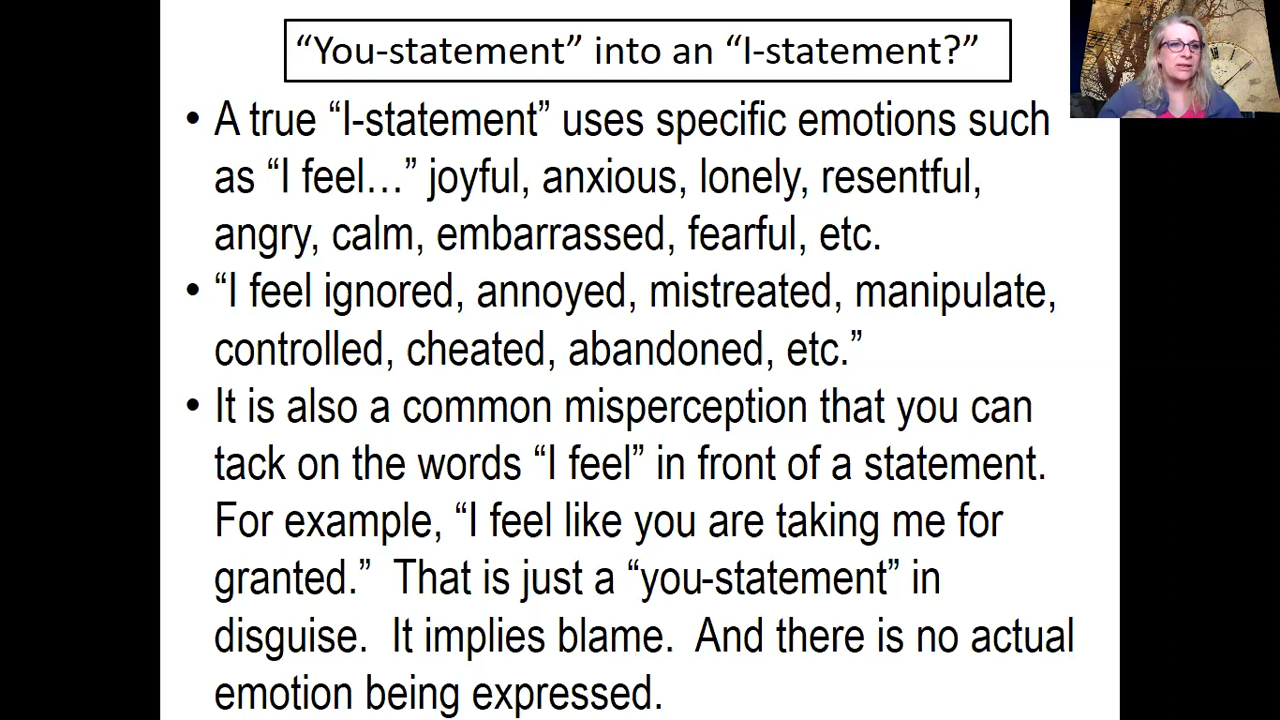 “You-statement” into an “I-statement?”
• A true “I-statement” uses specific emotions such
as “I feel…” joyful, anxious, lonely, resentful,
angry, calm, embarrassed, fearful, etc.
• “I feel ignored, annoyed, mistreated, manipulate,
controlled, cheated, abandoned, etc.”
• It is also a common misperception that you can
tack on the words “I feel” in front of a statement.
For example, “I feel like you are taking me for
granted.”  That is just a “you-statement” in
disguise.  It implies blame.  And there is no actual
emotion being expressed.